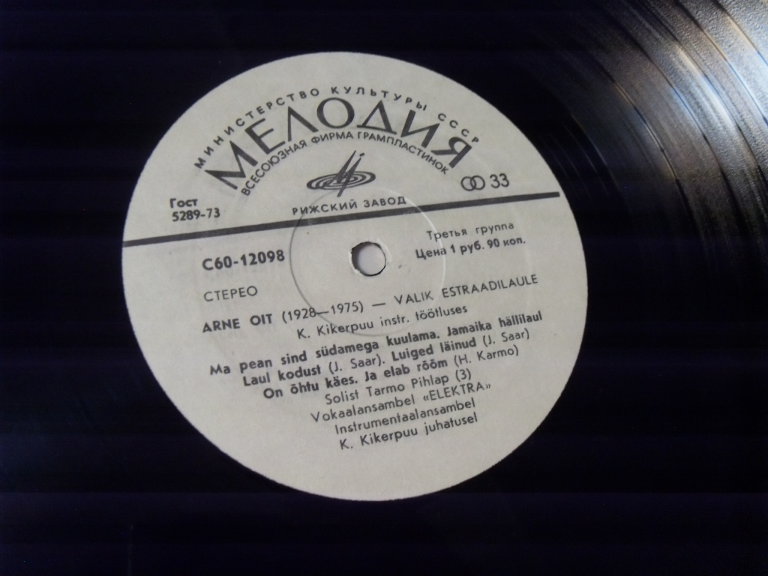 МИНИСТЕРСТВО КУЛЬТУРЫ СССР
МЕЛОДИЯ
ВСЕСОЮЗНАЯ ФИРМА ГРАМПЛАСТИНОК
33
РИЖСКИЙ ЗАВОД
Гост
5289-73
Третья группа
Цена 1 руб. 90 коп.
С60-12098
СТЕРЕО
ARNE OIT (1928—1975) — VALIK ESTRAADILAULE
K. Kikerpuu instr. töötluses
Ma pean sind südamega kuulama. Jamaika hällilaul
Laul kodust (J. Saar). Luiged läinud (J. Saar)
On õhtu käes. Ja elab rõõm (H. Karmo)
Solist Tarmo Pihlap (3)
Vokaalansambel «ELEKTRA»
Instrumentaalansambel
K. Kikerpuu juhatusel